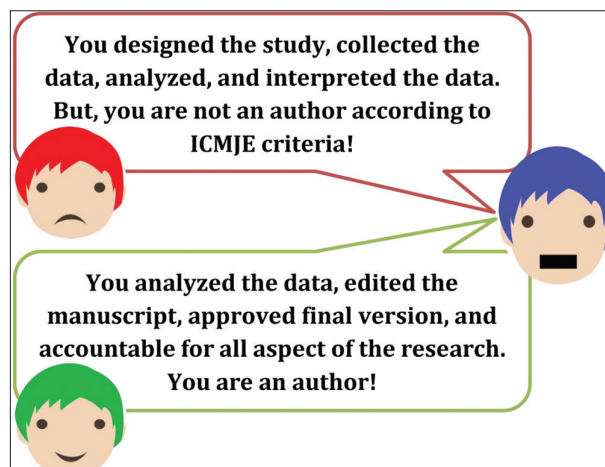 You designed the study, collected the
data, analyzed, and interpreted the data.
But, you are not an author according to
ICMJE criteria!
You analyzed the data, edited the
manuscript, approved final version, and
accountable for all aspect of the research.
You are an author!